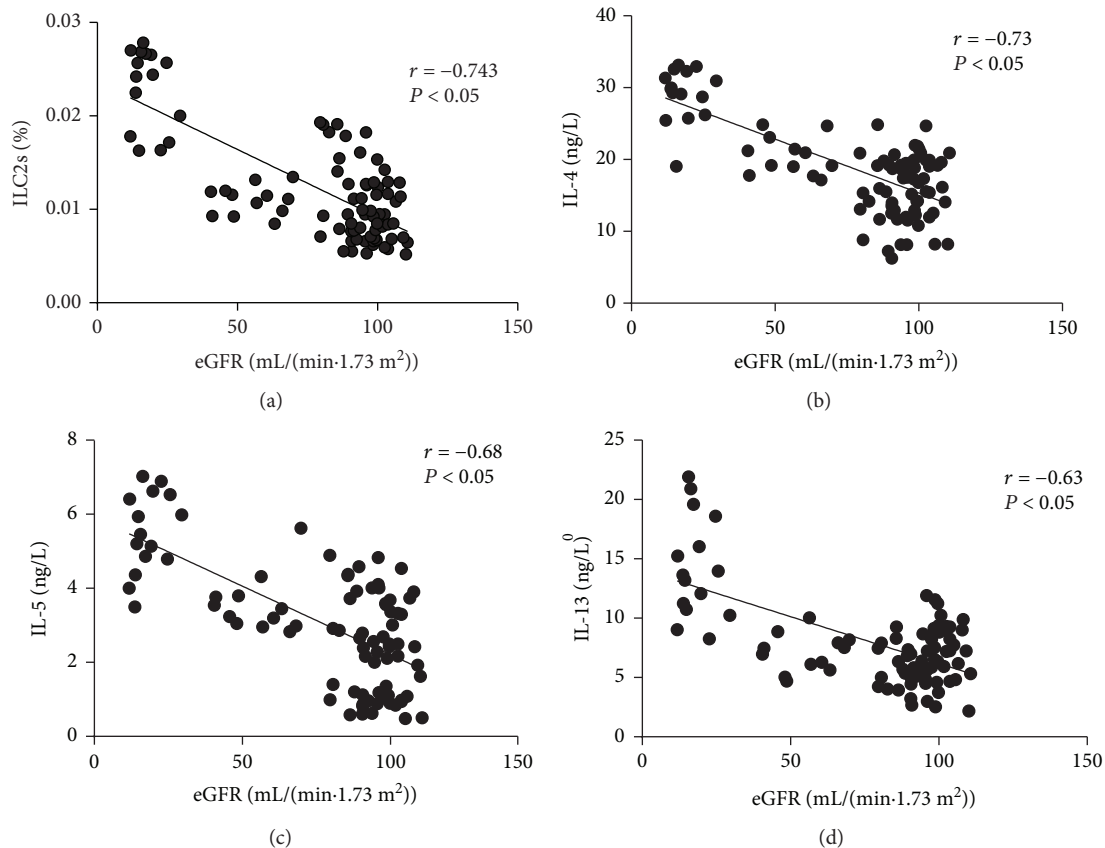 0.03
0.02
0.01
0.00
ILC2s (%)
r = −0.743
P < 0.05
0
50
100
150
eGFR (mL/(min·1.73 m²))
(a)
40
30
20
10
0
IL-4 (ng/L)
r = −0.73
P < 0.05
0
50
100
150
eGFR (mL/(min·1.73 m²))
(b)
8
6
4
2
0
IL-5 (ng/L)
r = −0.68
P < 0.05
0
50
100
150
eGFR (mL/(min·1.73 m²))
(c)
25
20
15
10
5
0
IL-13 (ng/L)⁰
r = −0.63
P < 0.05
0
50
100
150
eGFR (mL/(min·1.73 m²))
(d)